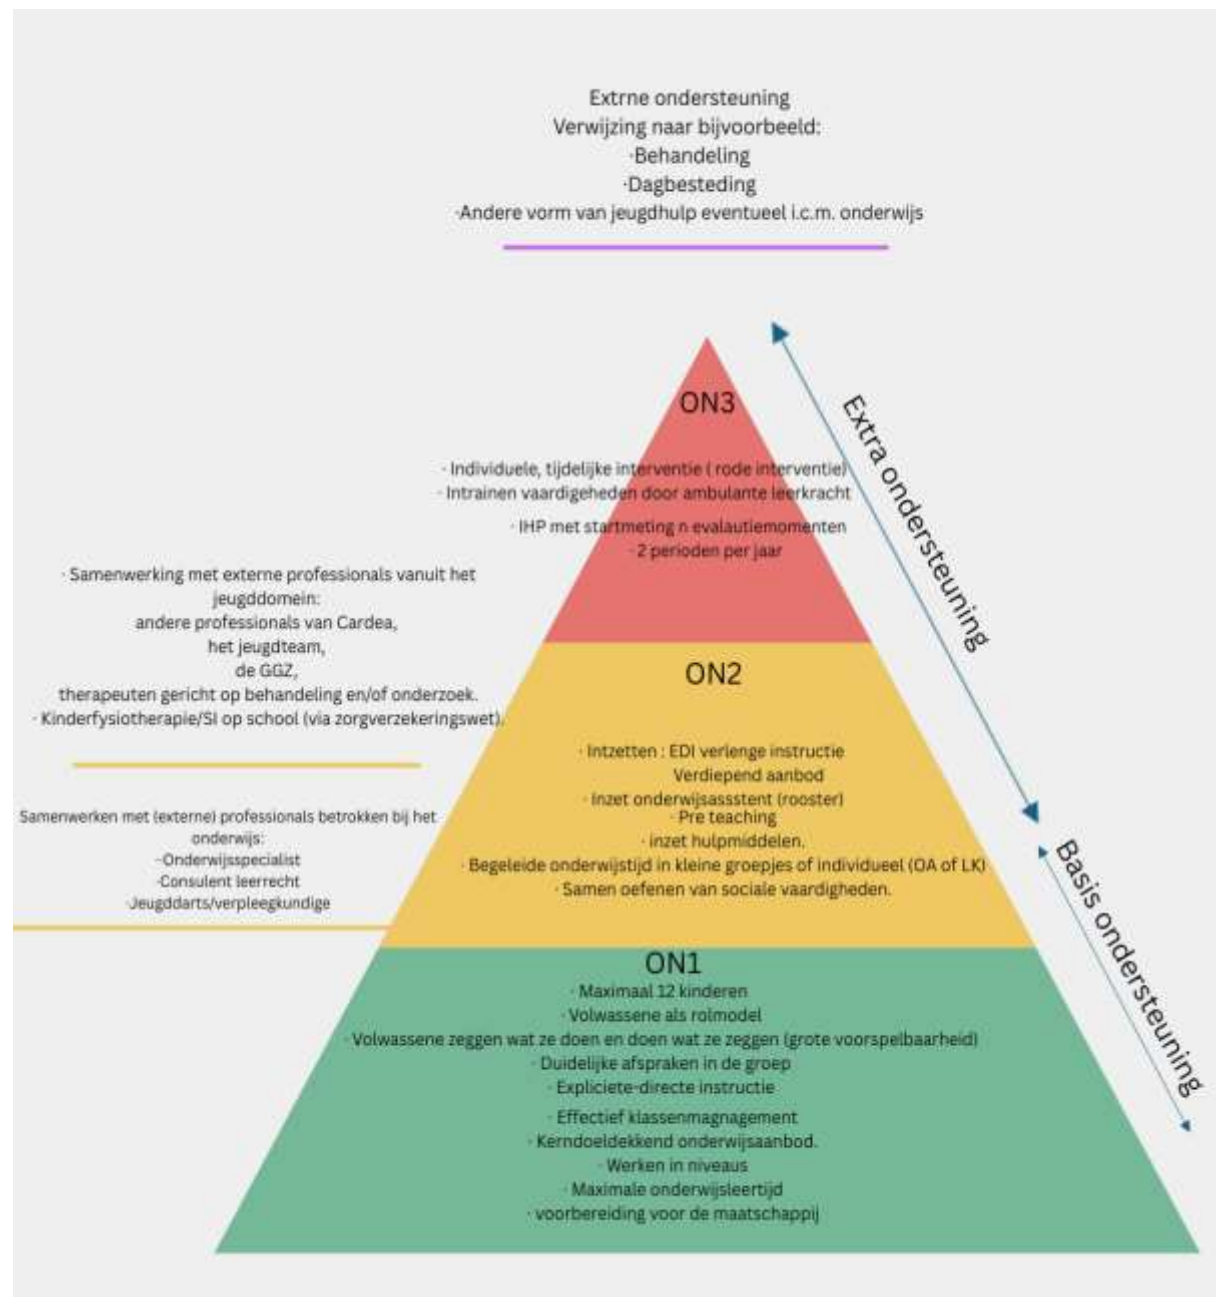 Extrne ondersteuning
Verwijzing naar bijvoorbeeld:
·Behandeling
·Dagbesteding
·Andere vorm van jeugdhulp eventueel i.c.m. onderwijs
ON3
Extra ondersteuning
· Individuele, tijdelijke interventie ( rode interventie)
· Intrainen vaardigeheden door ambulante leerkracht
· IHP met startmeting n evalautiemomenten
· 2 perioden per jaar
· Samenwerking met externe professionals vanuit het
jeugddomein:
andere professionals van Cardea,
het jeugdteam,
de GGZ,
therapeuten gericht op behandeling en/of onderzoek.
· Kinderfysiotherapie/SI op school (via zorgverzekeringswet).
ON2
· Intzetten : EDI verlenge instructie
Verdiepend aanbod
· Inzet onderwijsassstent (rooster)
· Pre teaching
· inzet hulpmiddelen.
· Begeleide onderwijstijd in kleine groepjes of individueel (OA of LK)
· Samen oefenen van sociale vaardigheden.
Samenwerken met (externe) professionals betrokken bij het
onderwijs:
·Onderwijsspecialist
·Consulent leerrecht
·Jeugddarts/verpleegkundige
Basis ondersteuning
ON1
· Maximaal 12 kinderen
· Volwassene als rolmodel
· Volwassene zeggen wat ze doen en doen wat ze zeggen (grote voorspelbaarheid)
· Duidelijke afspraken in de groep
· Expliciete-directe instructie
· Effectief klassenmagnagement
· Kerndoeldekkend onderwijsaanbod.
· Werken in niveaus
· Maximale onderwijsleertijd
· voorbereiding voor de maatschappij